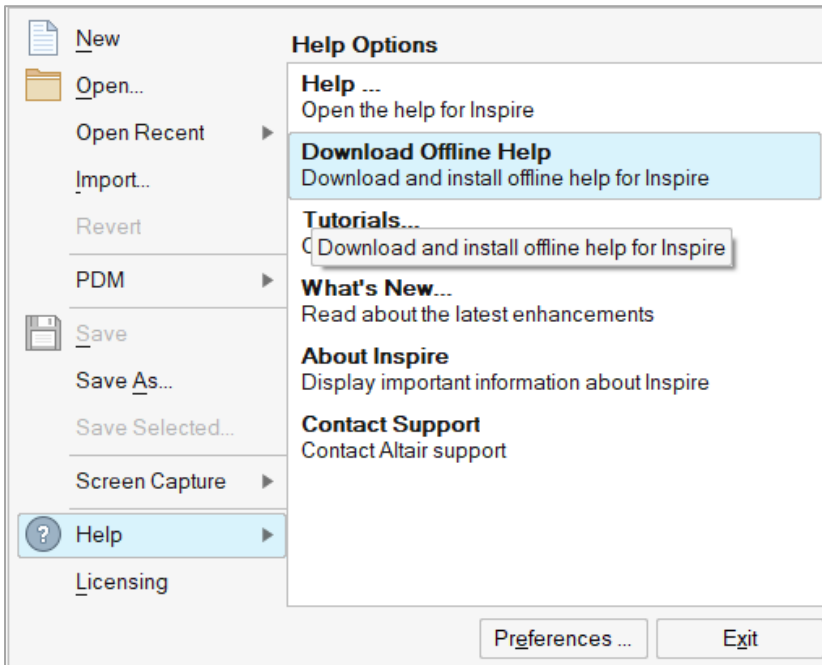 New
Open...
Open Recent
Import...
Revert
PDM
Save
Save As...
Save Selected...
Screen Capture
Help
Licensing
Help Options
Help ...
Open the help for Inspire
Download Offline Help
Download and install offline help for Inspire
Tutorials...
Download and install offline help for Inspire
What's New...
Read about the latest enhancements
About Inspire
Display important information about Inspire
Contact Support
Contact Altair support
Preferences ...
Exit